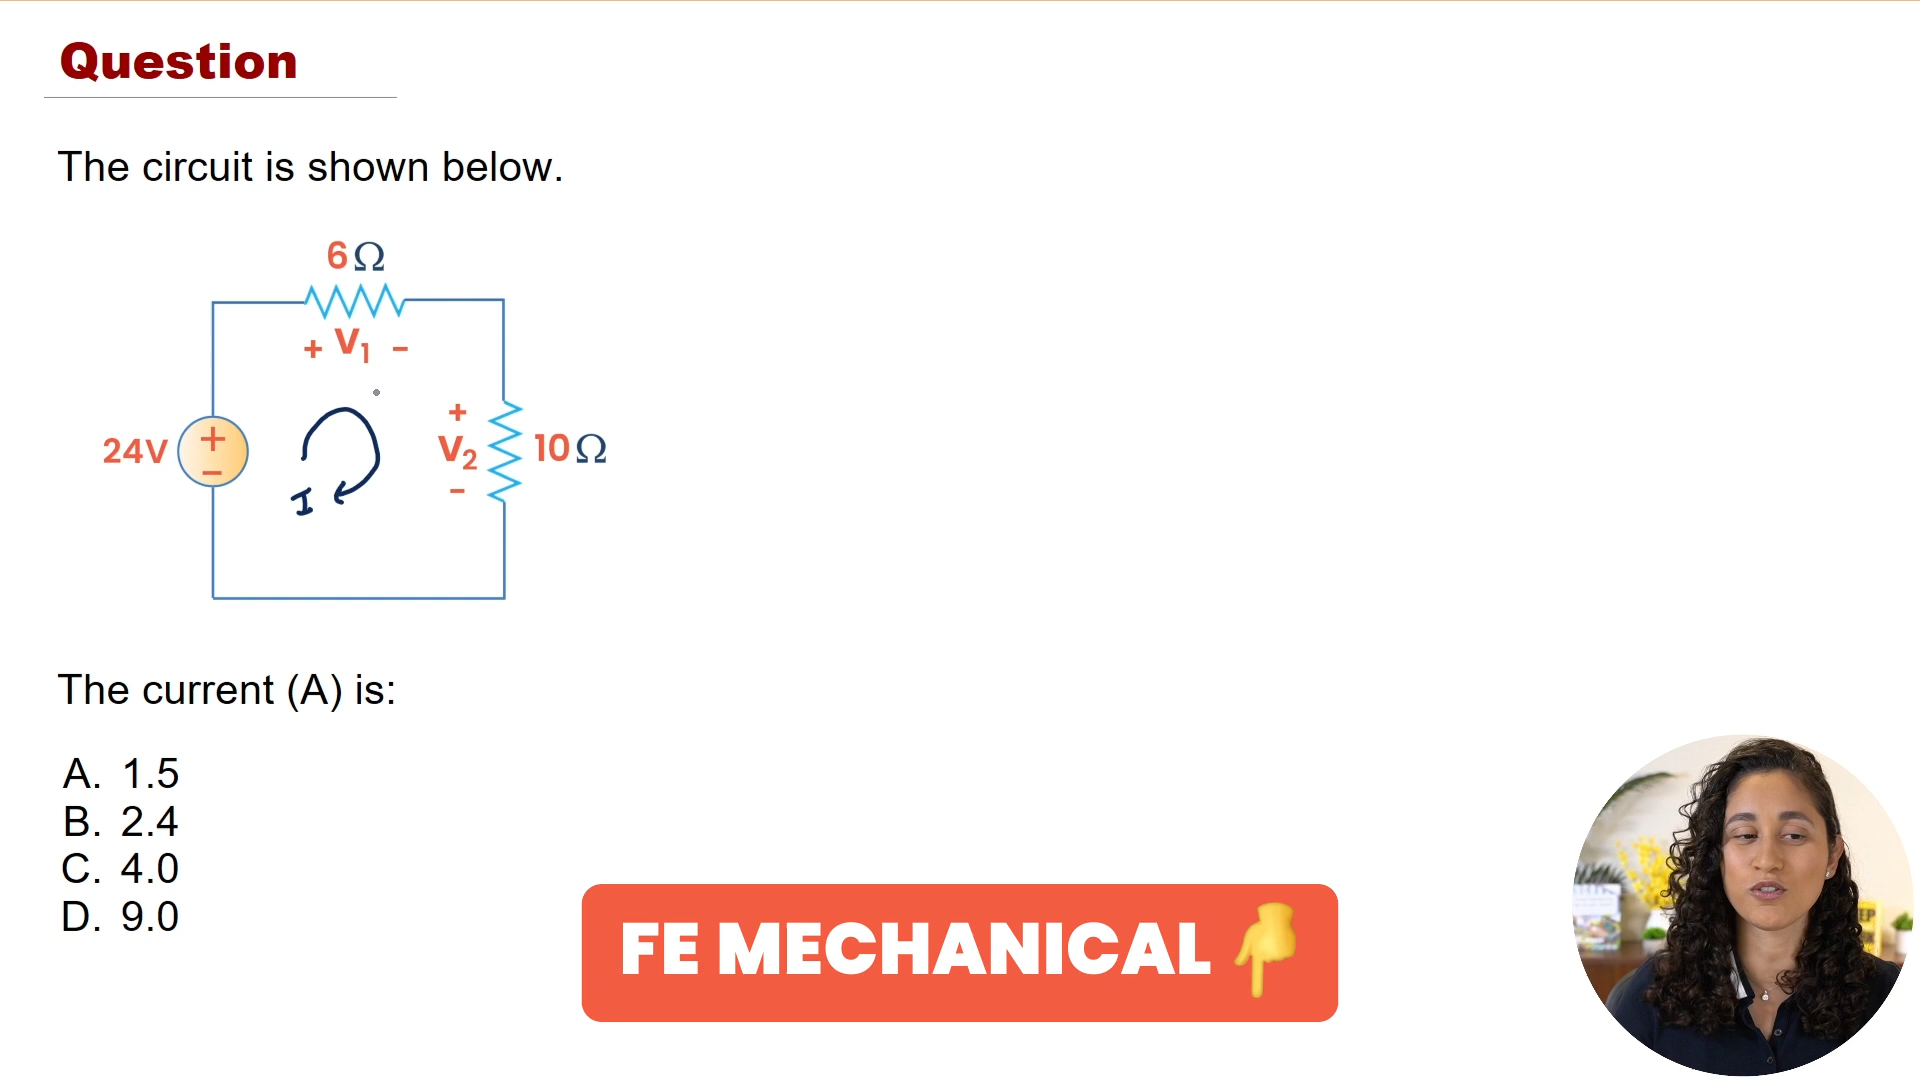 Question
The circuit is shown below.
6Ω
+ V₁ -
24V
+
-
+
V₂
-
10Ω
I
The current (A) is:
A. 1.5
B. 2.4
C. 4.0
D. 9.0
FE MECHANICAL